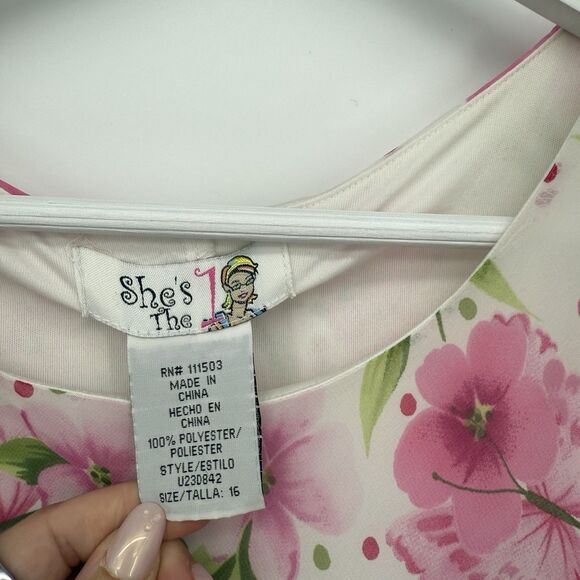 She's
The 1
RN# 111503
MADE IN
CHINA
HECHO EN
CHINA
100% POLYESTER/
POLIESTER
STYLE/ESTILO
U23D842
SIZE/TALLA: 16